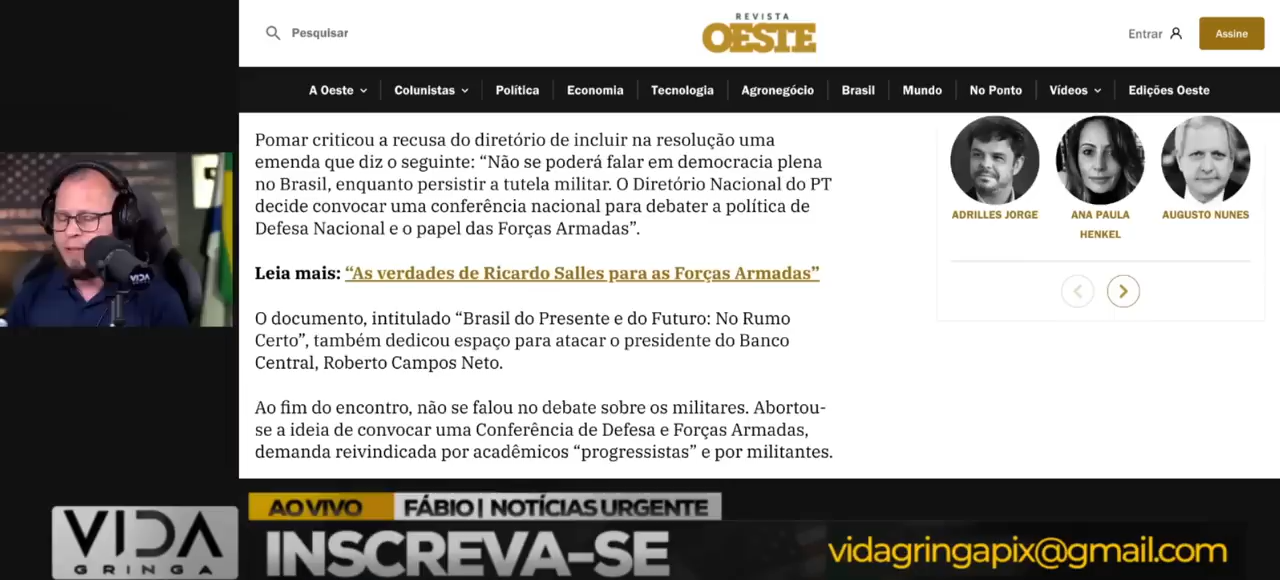 Pesquisar
REVISTA
OESTE
Entrar
Assine
A Oeste
Colunistas
Política
Economia
Tecnologia
Agronegócio
Brasil
Mundo
No Ponto
Vídeos
Edições Oeste
Pomar criticou a recusa do diretório de incluir na resolução uma
emenda que diz o seguinte: “Não se poderá falar em democracia plena
no Brasil, enquanto persistir a tutela militar. O Diretório Nacional do PT
decide convocar uma conferência nacional para debater a política de
Defesa Nacional e o papel das Forças Armadas”.
Leia mais: “As verdades de Ricardo Salles para as Forças Armadas”
O documento, intitulado “Brasil do Presente e do Futuro: No Rumo
Certo”, também dedicou espaço para atacar o presidente do Banco
Central, Roberto Campos Neto.
Ao fim do encontro, não se falou no debate sobre os militares. Abortou-
se a ideia de convocar uma Conferência de Defesa e Forças Armadas,
demanda reivindicada por acadêmicos “progressistas” e por militantes.
ADRILLES JORGE
ANA PAULA
HENKEL
AUGUSTO NUNES
VIDA
VIDA
GRINGA
AO VIVO
FÁBIO | NOTÍCIAS URGENTE
INSCREVA-SE
vidagringapix@gmail.com